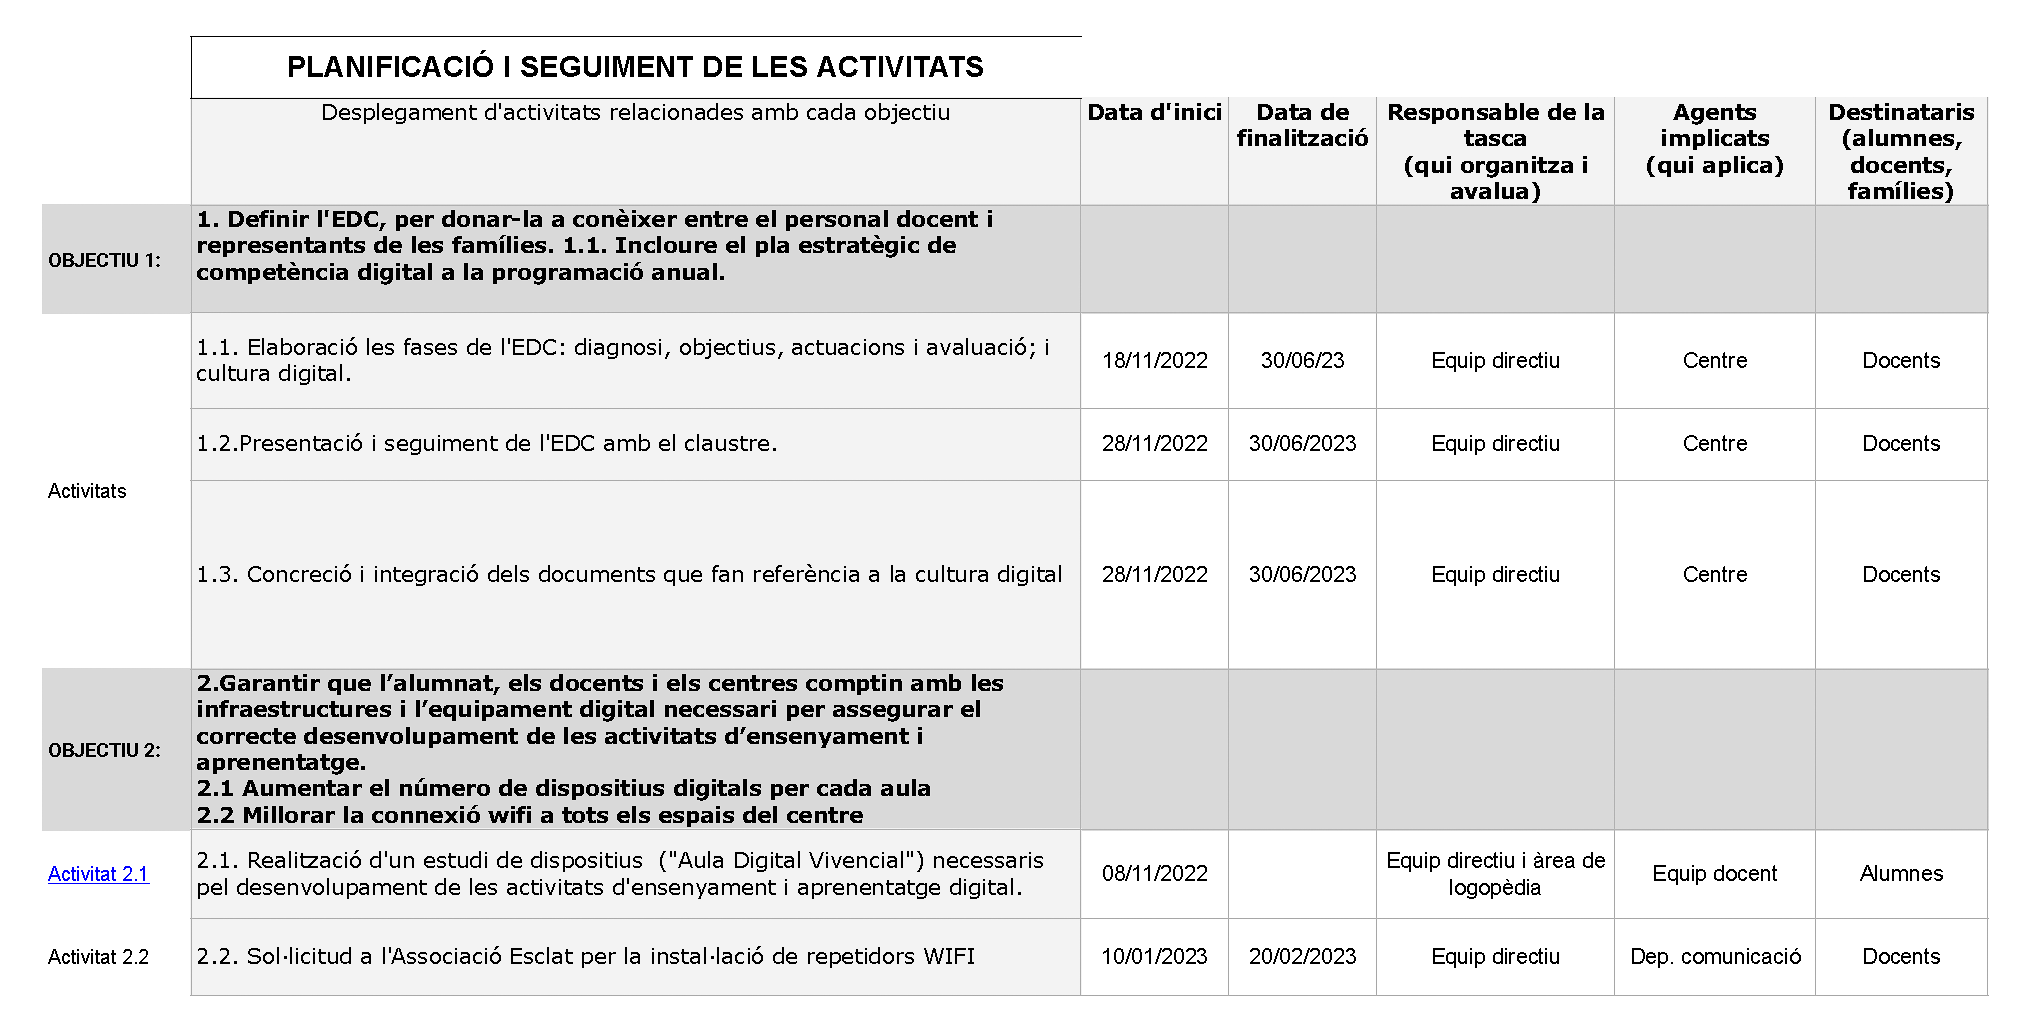 PLANIFICACIÓ I SEGUIMENT DE LES ACTIVITATS
Desplegament d'activitats relacionades amb cada objectiu
Data d'inici
Data de
finalització
Responsable de la
tasca
(qui organitza i
avalua)
Agents
implicats
(qui aplica)
Destinataris
(alumnes,
docents,
famílies)
OBJECTIU 1:
1. Definir l'EDC, per donar-la a conèixer entre el personal docent i
representants de les famílies. 1.1. Incloure el pla estratègic de
competència digital a la programació anual.
Activitats
1.1. Elaboració les fases de l'EDC: diagnosi, objectius, actuacions i avaluació; i
cultura digital.
18/11/2022
30/06/23
Equip directiu
Centre
Docents
1.2.Presentació i seguiment de l'EDC amb el claustre.
28/11/2022
30/06/2023
Equip directiu
Centre
Docents
1.3. Concreció i integració dels documents que fan referència a la cultura digital
28/11/2022
30/06/2023
Equip directiu
Centre
Docents
OBJECTIU 2:
2.Garantir que l’alumnat, els docents i els centres comptin amb les
infraestructures i l’equipament digital necessari per assegurar el
correcte desenvolupament de les activitats d’ensenyament i
aprenentatge.
2.1 Aumentar el número de dispositius digitals per cada aula
2.2 Millorar la connexió wifi a tots els espais del centre
Activitat 2.1
2.1. Realització d'un estudi de dispositius  ("Aula Digital Vivencial") necessaris
pel desenvolupament de les activitats d'ensenyament i aprenentatge digital.
08/11/2022
Equip directiu i àrea de
logopèdia
Equip docent
Alumnes
Activitat 2.2
2.2. Sol·licitud a l'Associació Esclat per la instal·lació de repetidors WIFI
10/01/2023
20/02/2023
Equip directiu
Dep. comunicació
Docents